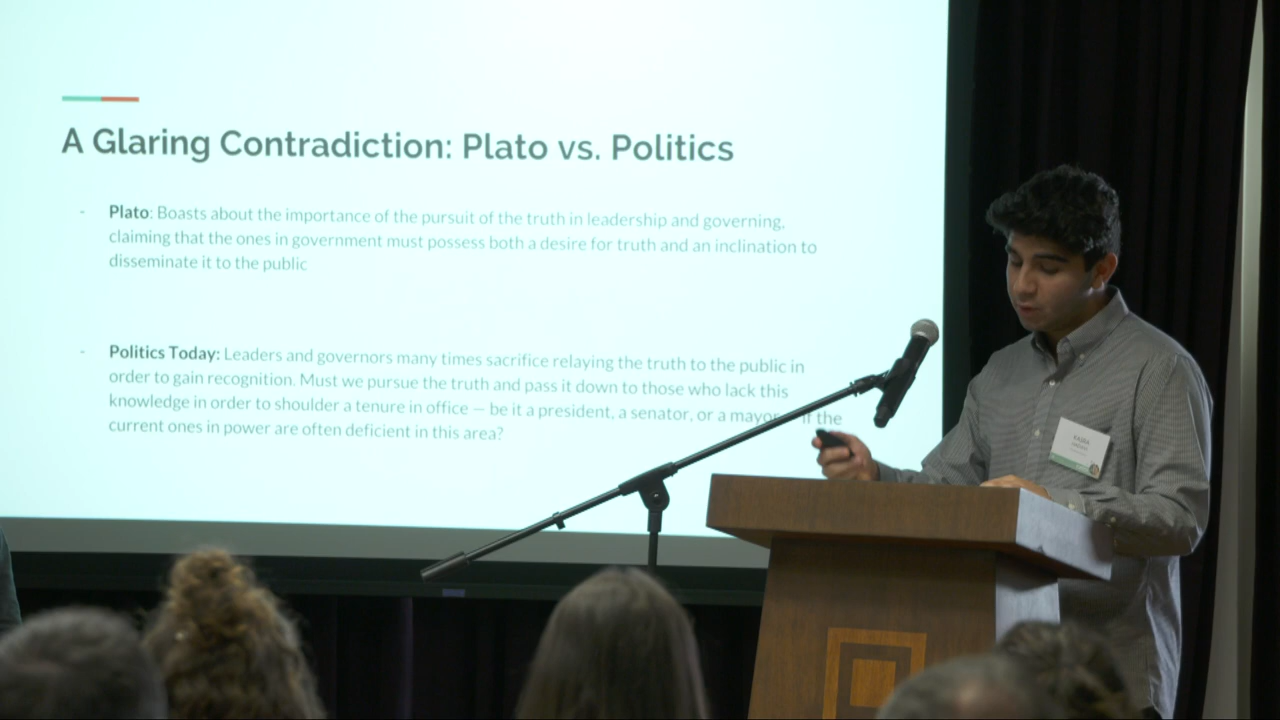 A Glaring Contradiction: Plato vs. Politics
- Plato: Boasts about the importance of the pursuit of the truth in leadership and governing,
claiming that the ones in government must possess both a desire for truth and an inclination to
disseminate it to the public
- Politics Today: Leaders and governors many times sacrifice relaying the truth to the public in
order to gain recognition. Must we pursue the truth and pass it down to those who lack this
knowledge in order to shoulder a tenure in office — be it a president, a senator, or a mayor if the
current ones in power are often deficient in this area?